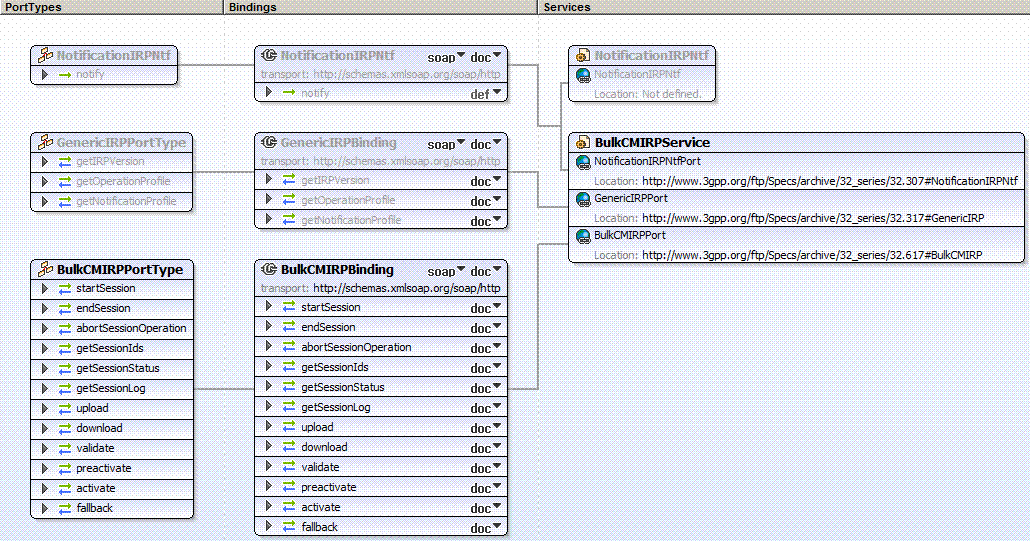 PortTypes
Bindings
Services
NotificationIRPNtf
notify
NotificationIRPNtf
soap
doc
transport: http://schemas.xmlsoap.org/soap/http
notify
def
NotificationIRPNtf
NotificationIRPNtf
Location: Not defined.
GenericIRPPortType
getIRPVersion
getOperationProfile
getNotificationProfile
GenericIRPBinding
soap
doc
transport: http://schemas.xmlsoap.org/soap/http
getIRPVersion
doc
getOperationProfile
doc
getNotificationProfile
doc
BulkCMIRPService
NotificationIRPNtfPort
Location: http://www.3gpp.org/ftp/Specs/archive/32_series/32.307#NotificationIRPNtf
GenericIRPPort
Location: http://www.3gpp.org/ftp/Specs/archive/32_series/32.317#GenericIRP
BulkCMIRPPort
Location: http://www.3gpp.org/ftp/Specs/archive/32_series/32.617#BulkCMIRP
BulkCMIRPPortType
startSession
endSession
abortSessionOperation
getSessionIds
getSessionStatus
getSessionLog
upload
download
validate
preactivate
activate
fallback
BulkCMIRPBinding
soap
doc
transport: http://schemas.xmlsoap.org/soap/http
startSession
doc
endSession
doc
abortSessionOperation
doc
getSessionIds
doc
getSessionStatus
doc
getSessionLog
doc
upload
doc
download
doc
validate
doc
preactivate
doc
activate
doc
fallback
doc